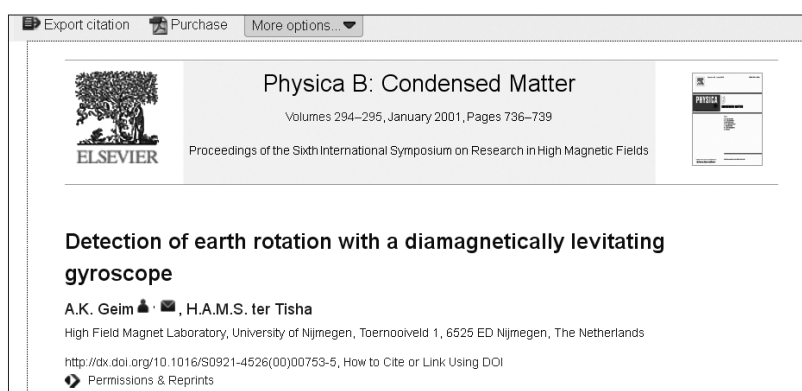 Export citation Purchase More options...
Physica B: Condensed Matter
Volumes 294–295, January 2001, Pages 736–739
Proceedings of the Sixth International Symposium on Research in High Magnetic Fields
ELSEVIER
PHYSICA
Detection of earth rotation with a diamagnetically levitating
gyroscope
A.K. Geim , H.A.M.S. ter Tisha
High Field Magnet Laboratory, University of Nijmegen, Toernooiveld 1, 6525 ED Nijmegen, The Netherlands
http://dx.doi.org/10.1016/S0921-4526(00)00753-5, How to Cite or Link Using DOI
Permissions & Reprints